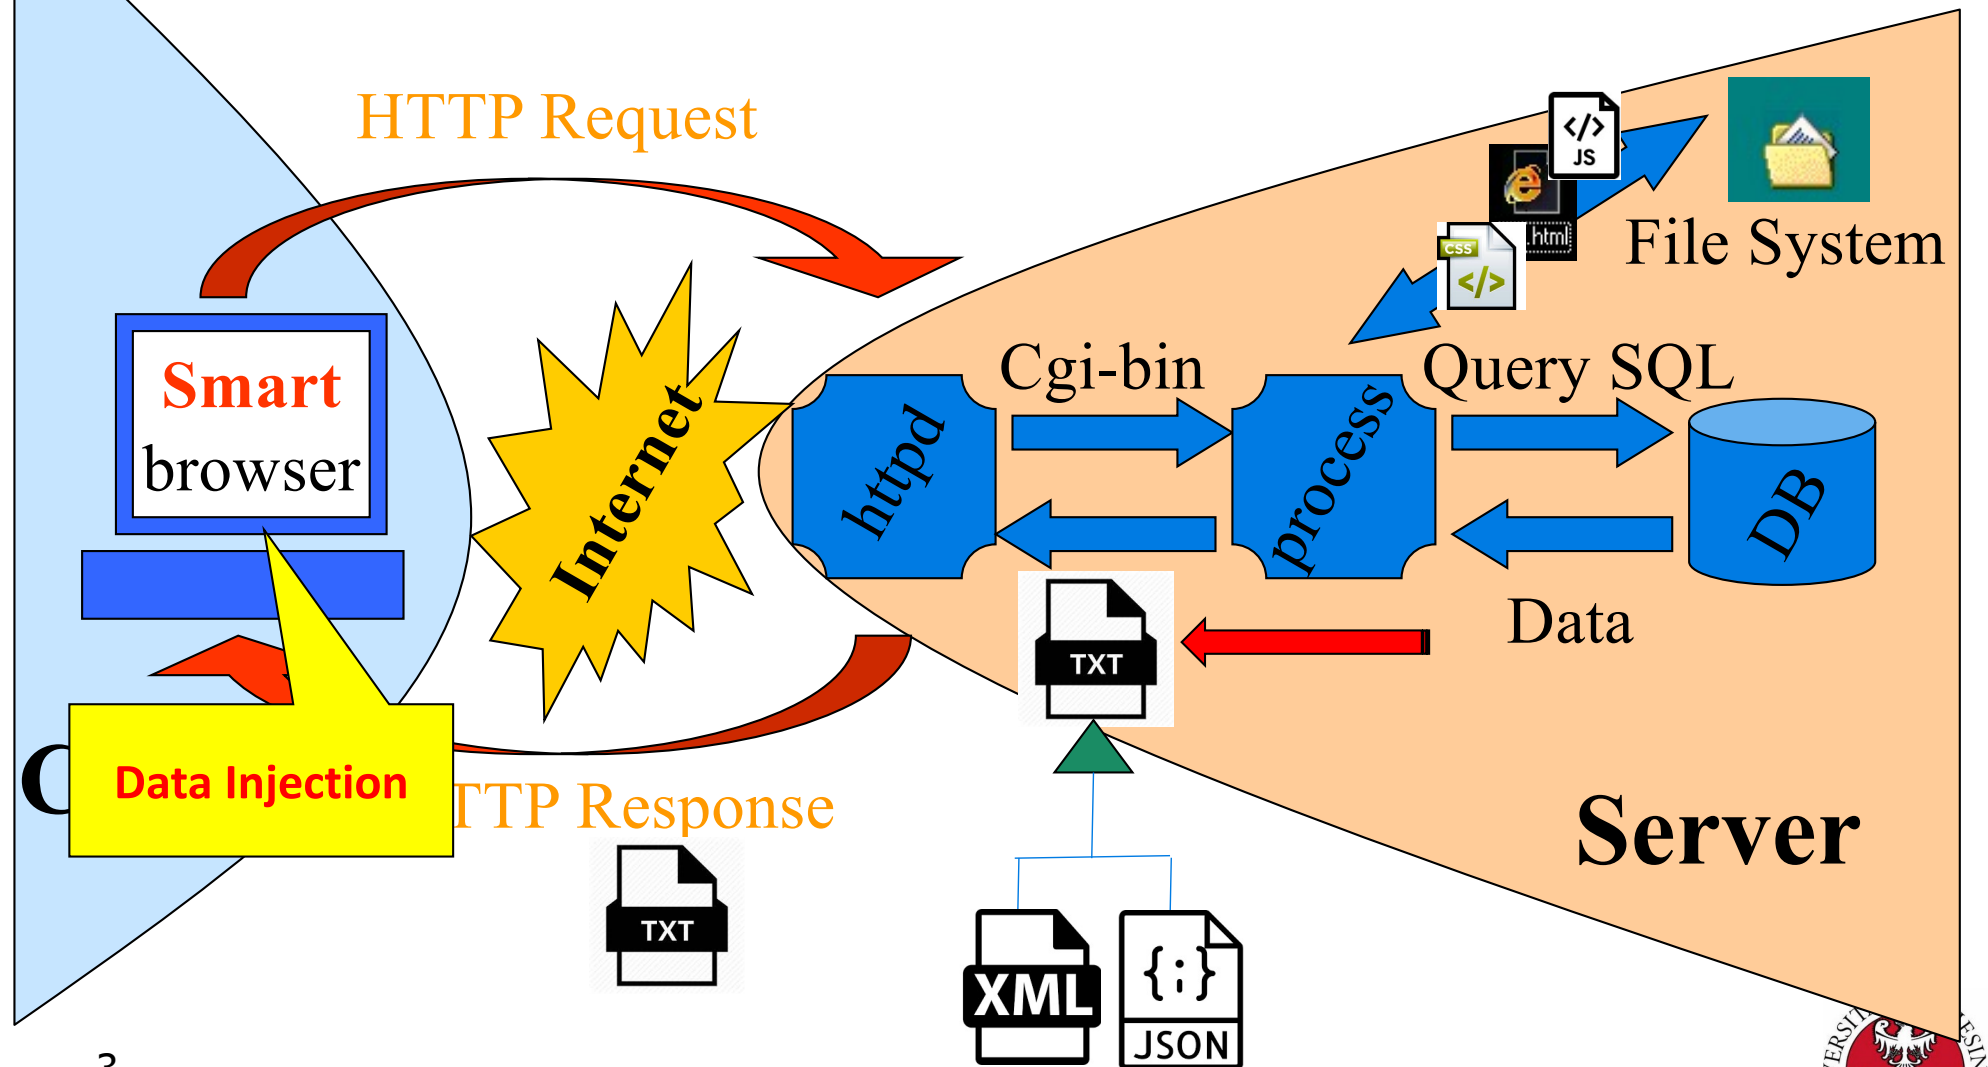 HTTP Request
JS
.html
css
File System
Smart
browser
Internet
Cgi-bin
Query SQL
httpd
process
DB
Data
TXT
Data Injection
TTP Response
Server
TXT
XML
JSON
3